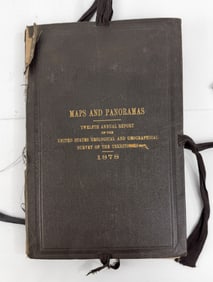 MAPS AND PANORAMAS
TWELFTH ANNUAL REPORT
OF THE
UNITED STATES GEOLOGICAL AND GEOGRAPHICAL
SURVEY OF THE TERRITORIES
1878